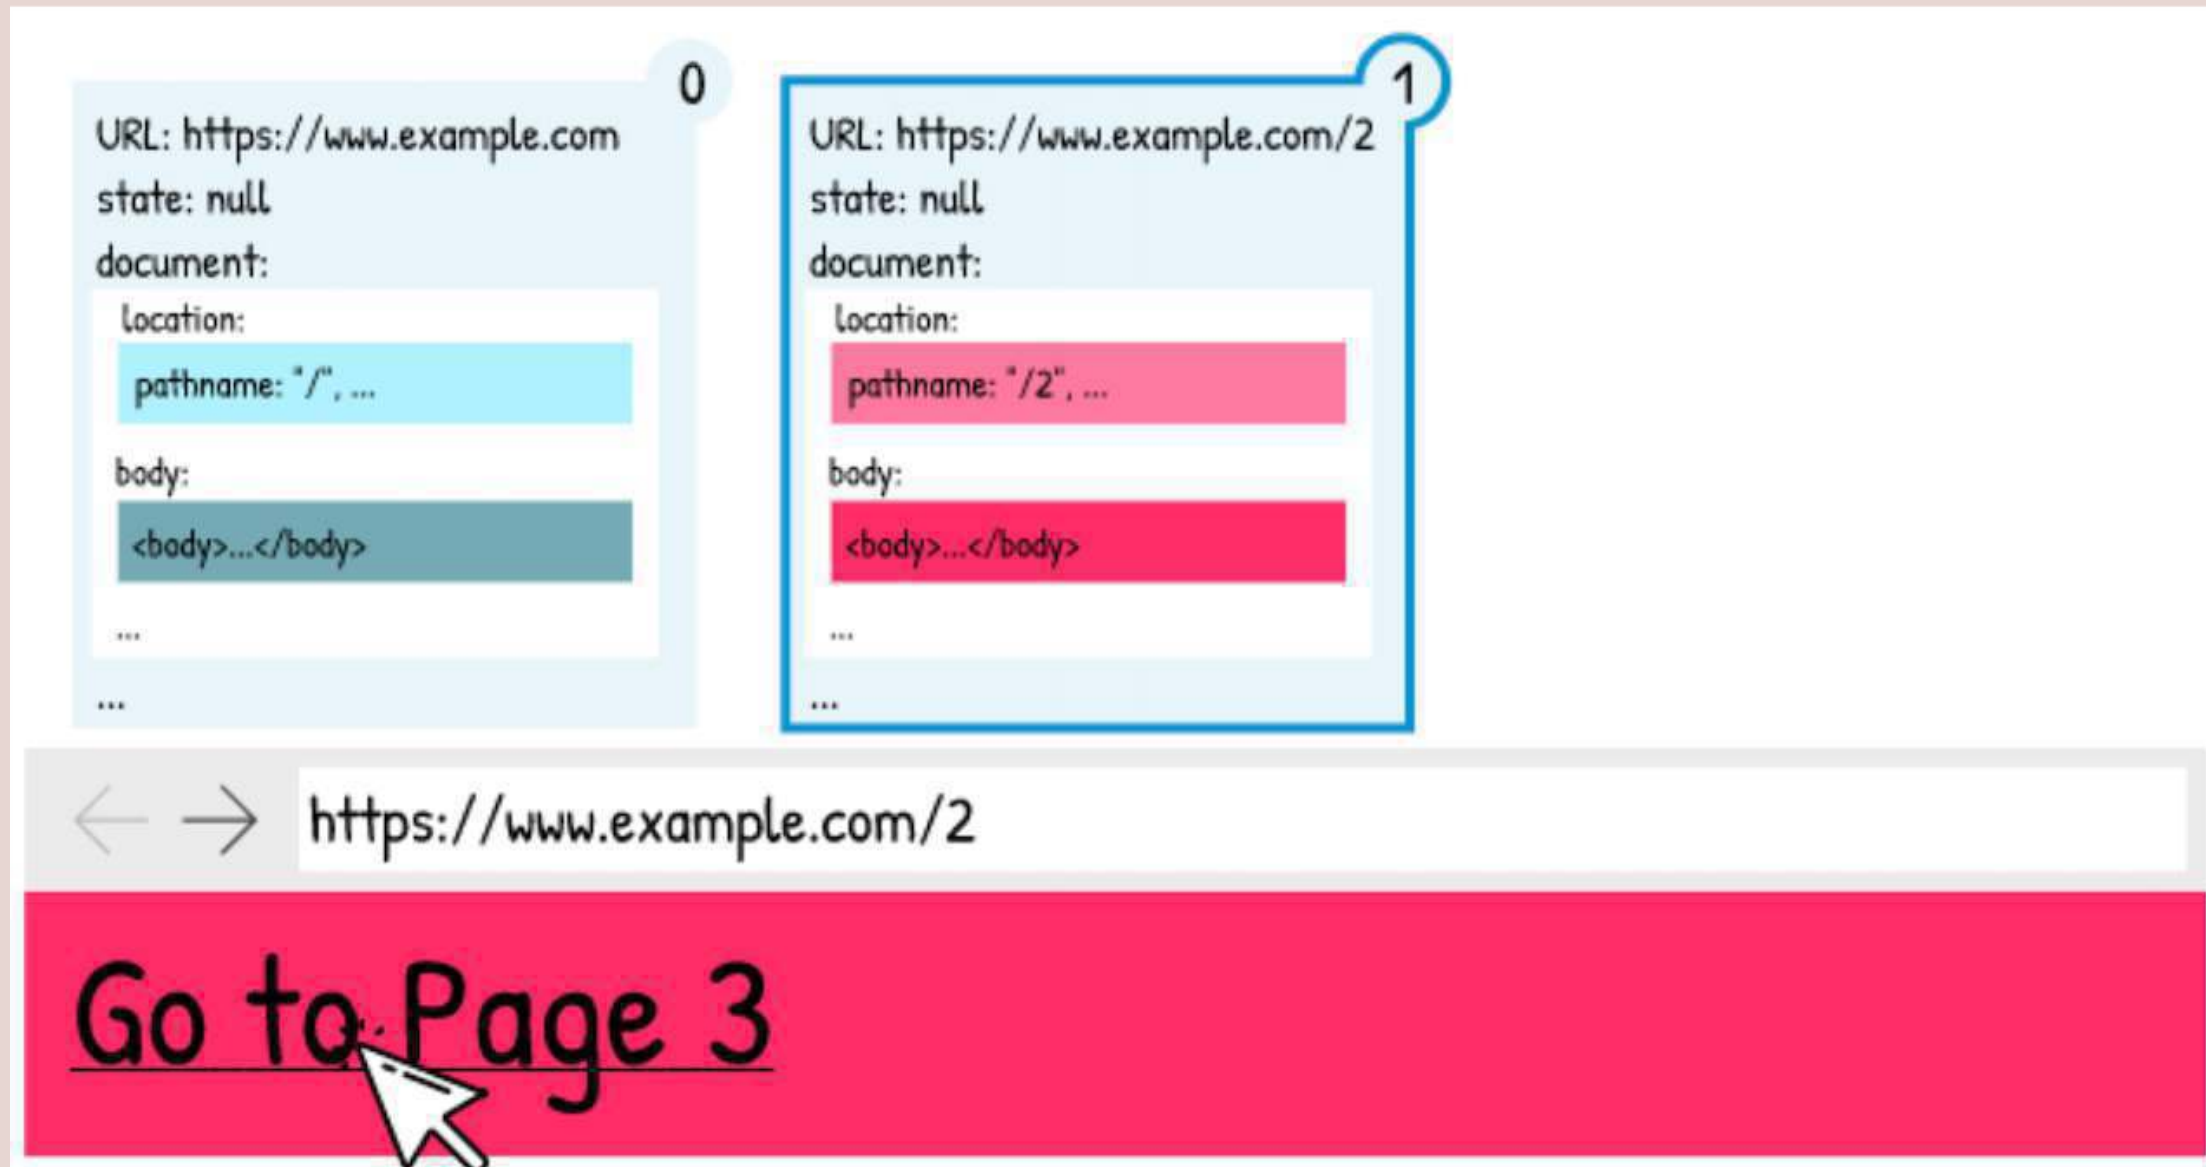 0
URL: https://www.example.com
state: null
document:
location:
pathname: "/", ...
body:
<body>...</body>
...
...
1
URL: https://www.example.com/2
state: null
document:
location:
pathname: "/2", ...
body:
<body>...</body>
...
...
https://www.example.com/2
Go to Page 3